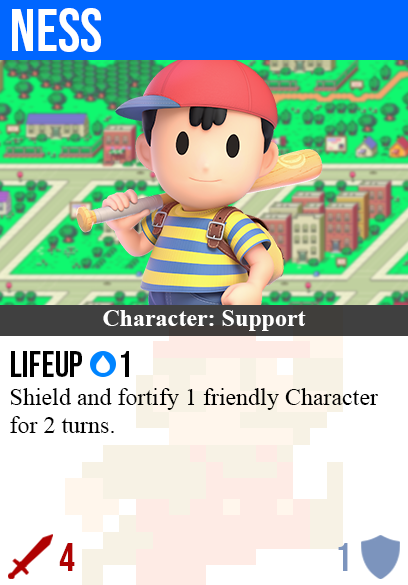 NESS
Character: Support
LIFEUP 1
Shield and fortify 1 friendly Character
for 2 turns.
4
1